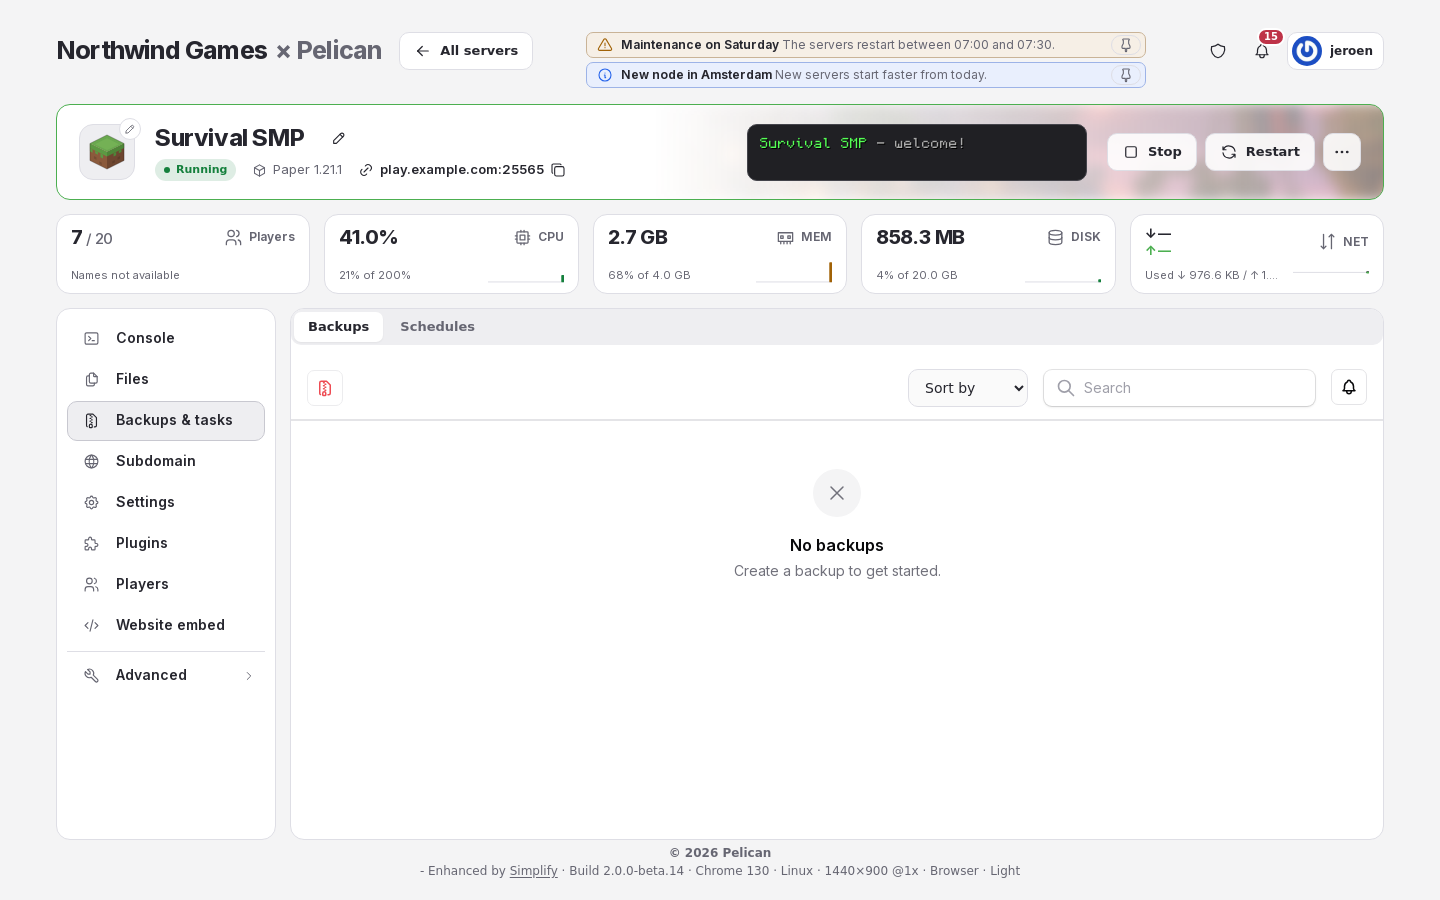 Northwind Games × Pelican
All servers
Maintenance on Saturday The servers restart between 07:00 and 07:30.
New node in Amsterdam New servers start faster from today.
15
jeroen
Survival SMP
Running
Paper 1.21.1
play.example.com:25565
Survival SMP – welcome!
Stop
Restart
7 / 20
Players
Names not available
41.0%
CPU
21% of 200%
2.7 GB
MEM
68% of 4.0 GB
858.3 MB
DISK
4% of 20.0 GB
↓—
↑—
NET
Used ↓ 976.6 KB / ↑ 1....
Console
Files
Backups & tasks
Subdomain
Settings
Plugins
Players
Website embed
Advanced
Backups
Schedules
Sort by
Search
No backups
Create a backup to get started.
© 2026 Pelican
- Enhanced by Simplify · Build 2.0.0-beta.14 · Chrome 130 · Linux · 1440×900 @1x · Browser · Light